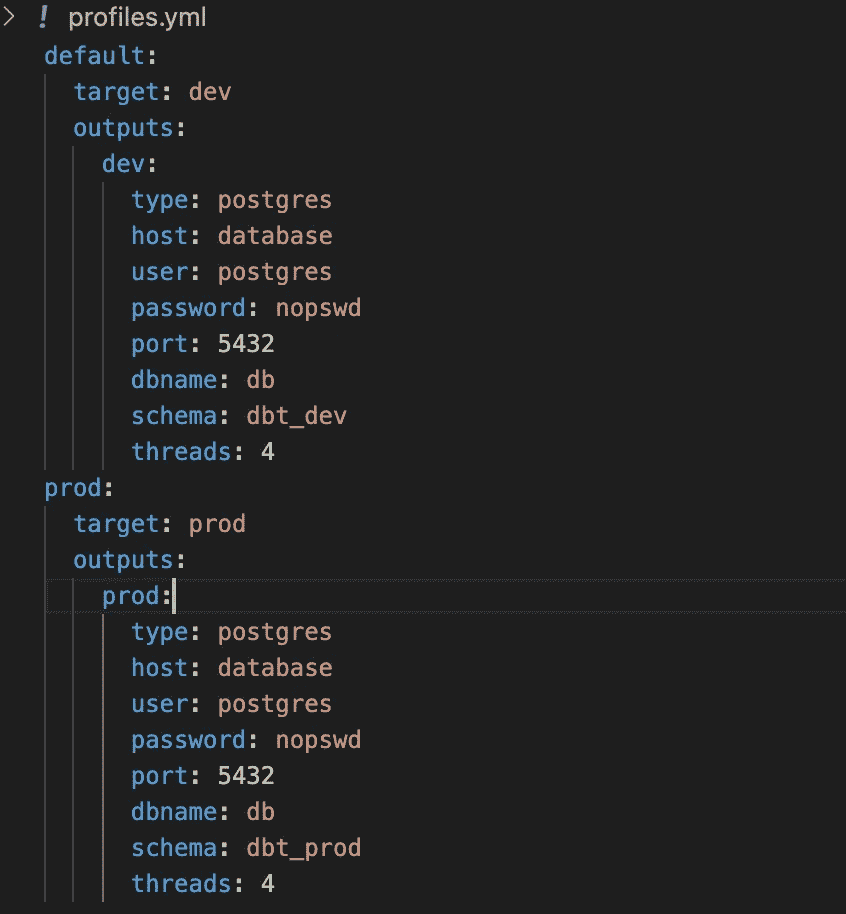 > ! profiles.yml
default:
  target: dev
  outputs:
    dev:
      type: postgres
      host: database
      user: postgres
      password: nopswd
      port: 5432
      dbname: db
      schema: dbt_dev
      threads: 4
prod:
  target: prod
  outputs:
    prod:
      type: postgres
      host: database
      user: postgres
      password: nopswd
      port: 5432
      dbname: db
      schema: dbt_prod
      threads: 4